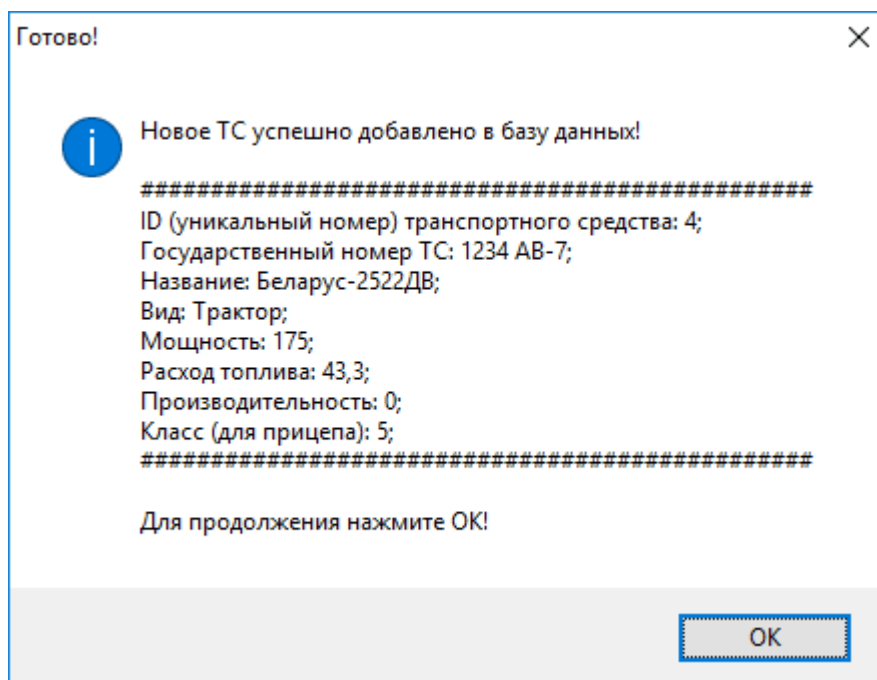 Готово!
Новое ТС успешно добавлено в базу данных!
################################################
ID (уникальный номер) транспортного средства: 4;
Государственный номер ТС: 1234 АВ-7;
Название: Беларус-2522ДВ;
Вид: Трактор;
Мощность: 175;
Расход топлива: 43,3;
Производительность: 0;
Класс (для прицепа): 5;
################################################
Для продолжения нажмите ОК!
ОК